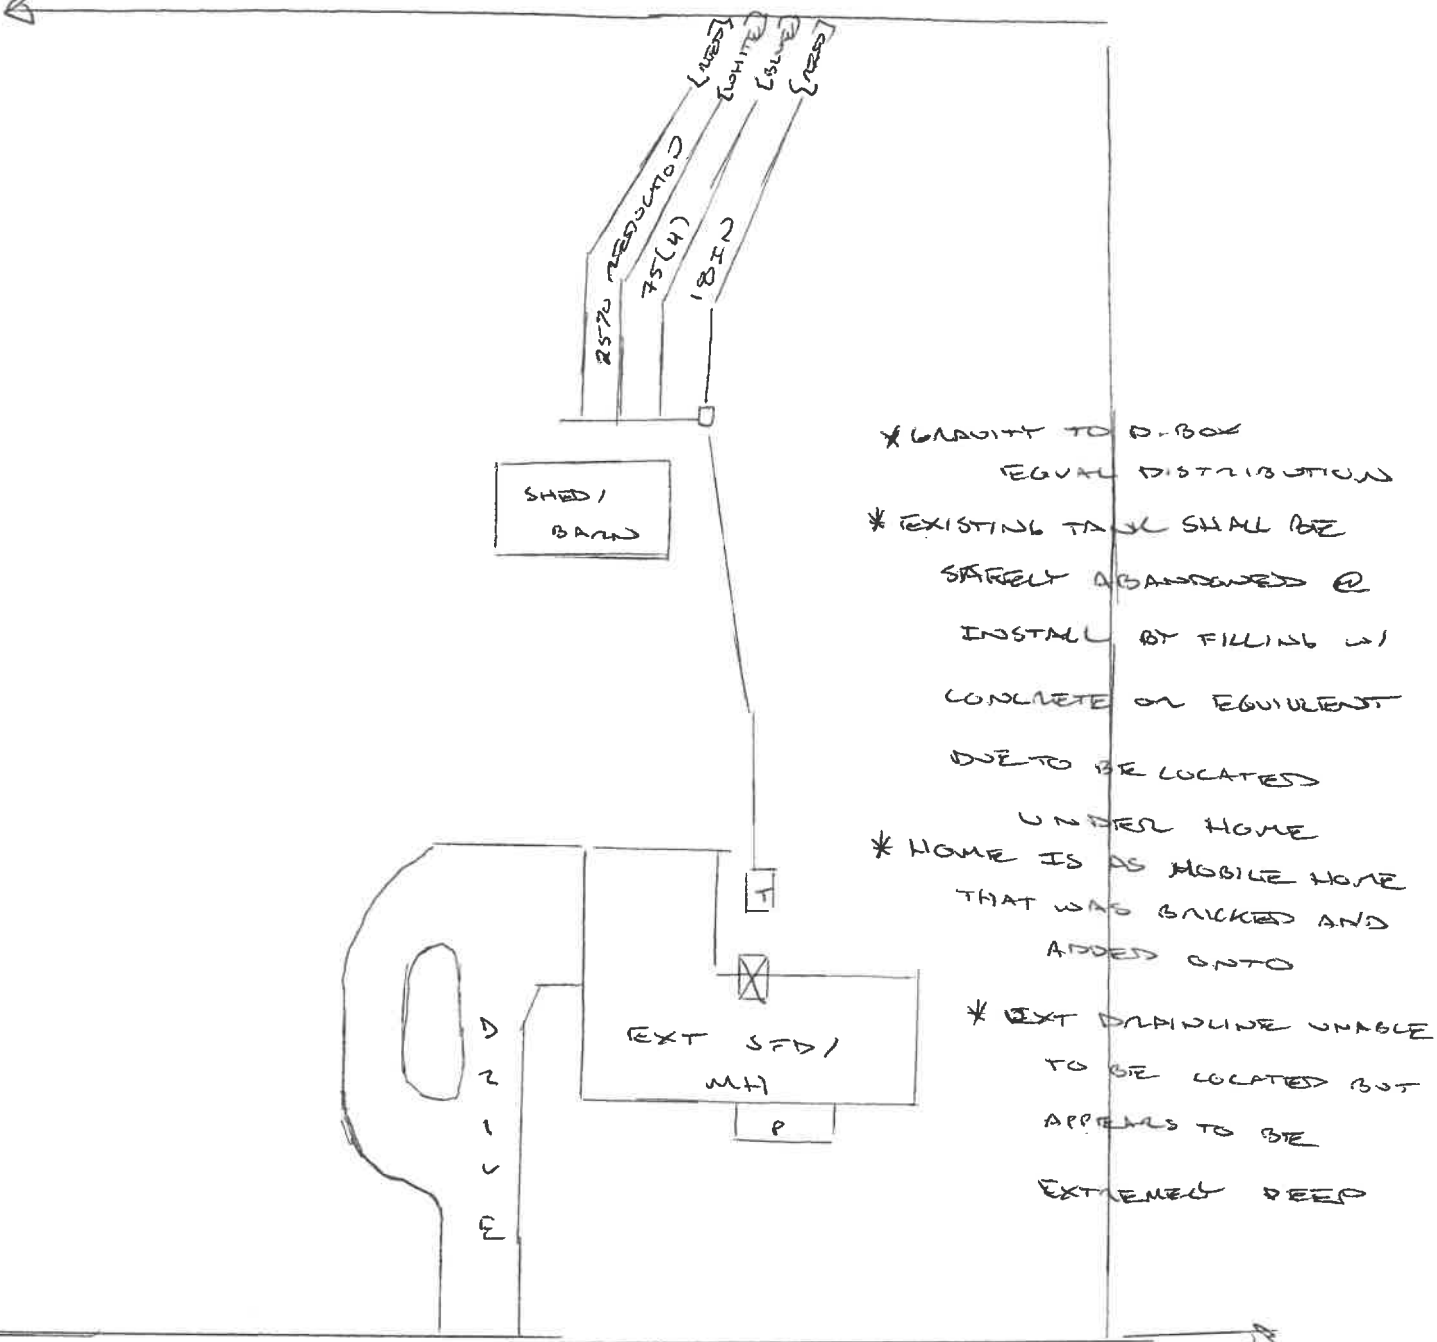 {RED}
{WHITE}
{BLUE}
{RED}
25% REDUCTION
75(4)
18IN
SHED/
BARN
* GRAVITY TO D-BOX
EQUAL DISTRIBUTION
* EXISTING TANK SHALL BE
SAFELY ABANDONED @
INSTALL BY FILLING W/
CONCRETE OR EQUIVLENT
DUE TO BE LOCATED
UNDER HOME
* HOME IS AS MOBILE HOME
THAT WAS BRICKED AND
ADDED ONTO
* EXT DRAINLINE UNABLE
TO BE LOCATED BUT
APPEARS TO BE
EXTREMELY DEEP
T
EXT SFD/
MH
P
DRIVE